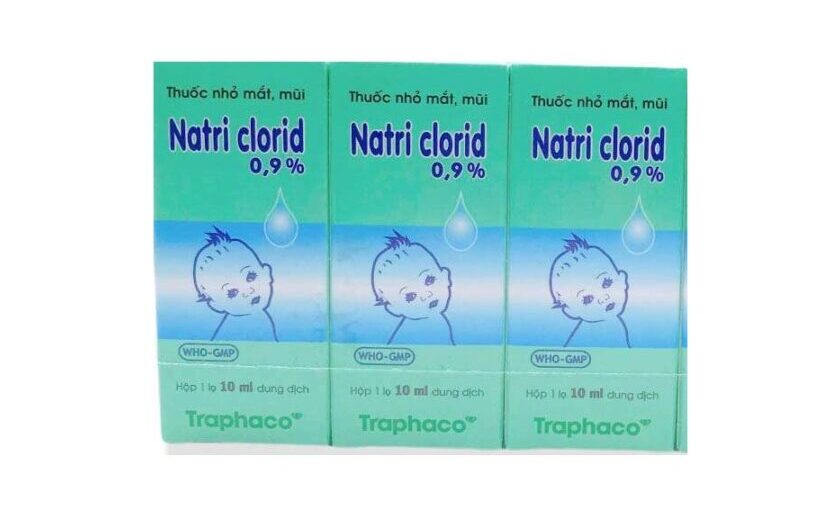 Thuốc nhỏ mắt, mũi
Natri clorid
0,9%
WHO-GMP
Hộp 1 lọ 10 ml dung dịch
Traphaco
Thuốc nhỏ mắt, mũi
Natri clorid
0,9%
WHO-GMP
Hộp 1 lọ 10 ml dung dịch
Traphaco
Thuốc nhỏ mắt, mũi
Natri clorid
0,9%
WHO-GMP
Hộp 1 lọ 10 ml dung dịch
Traphaco